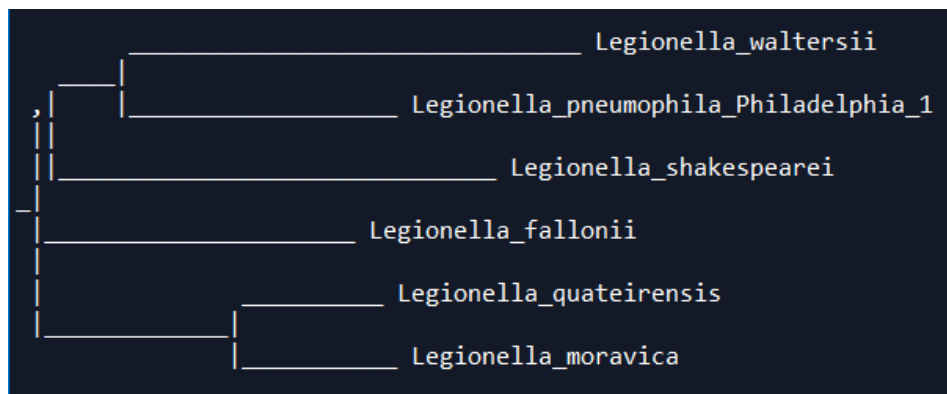 Legionella_waltersii
Legionella_pneumophila_Philadelphia_1
Legionella_shakespearei
Legionella_fallonii
Legionella_quateirensis
Legionella_moravica